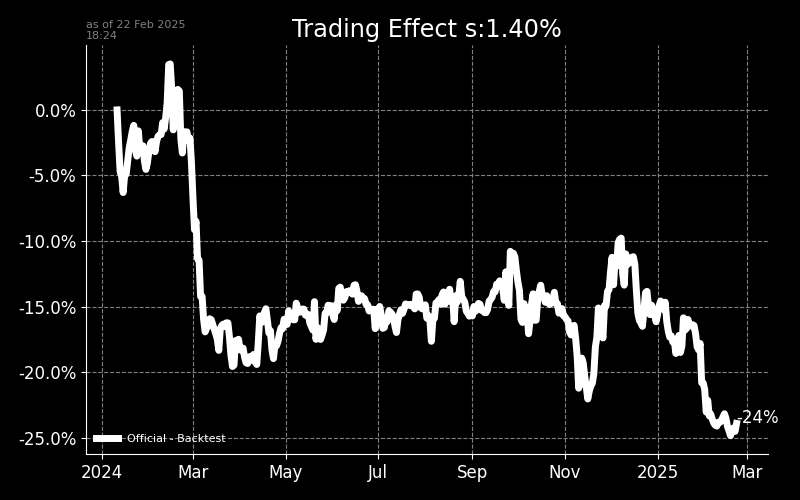 as of 22 Feb 2025
18:24
Trading Effect s:1.40%
0.0%
-5.0%
-10.0%
-15.0%
-20.0%
-25.0%
-24%
Official - Backtest
2024 Mar May Jul Sep Nov 2025 Mar